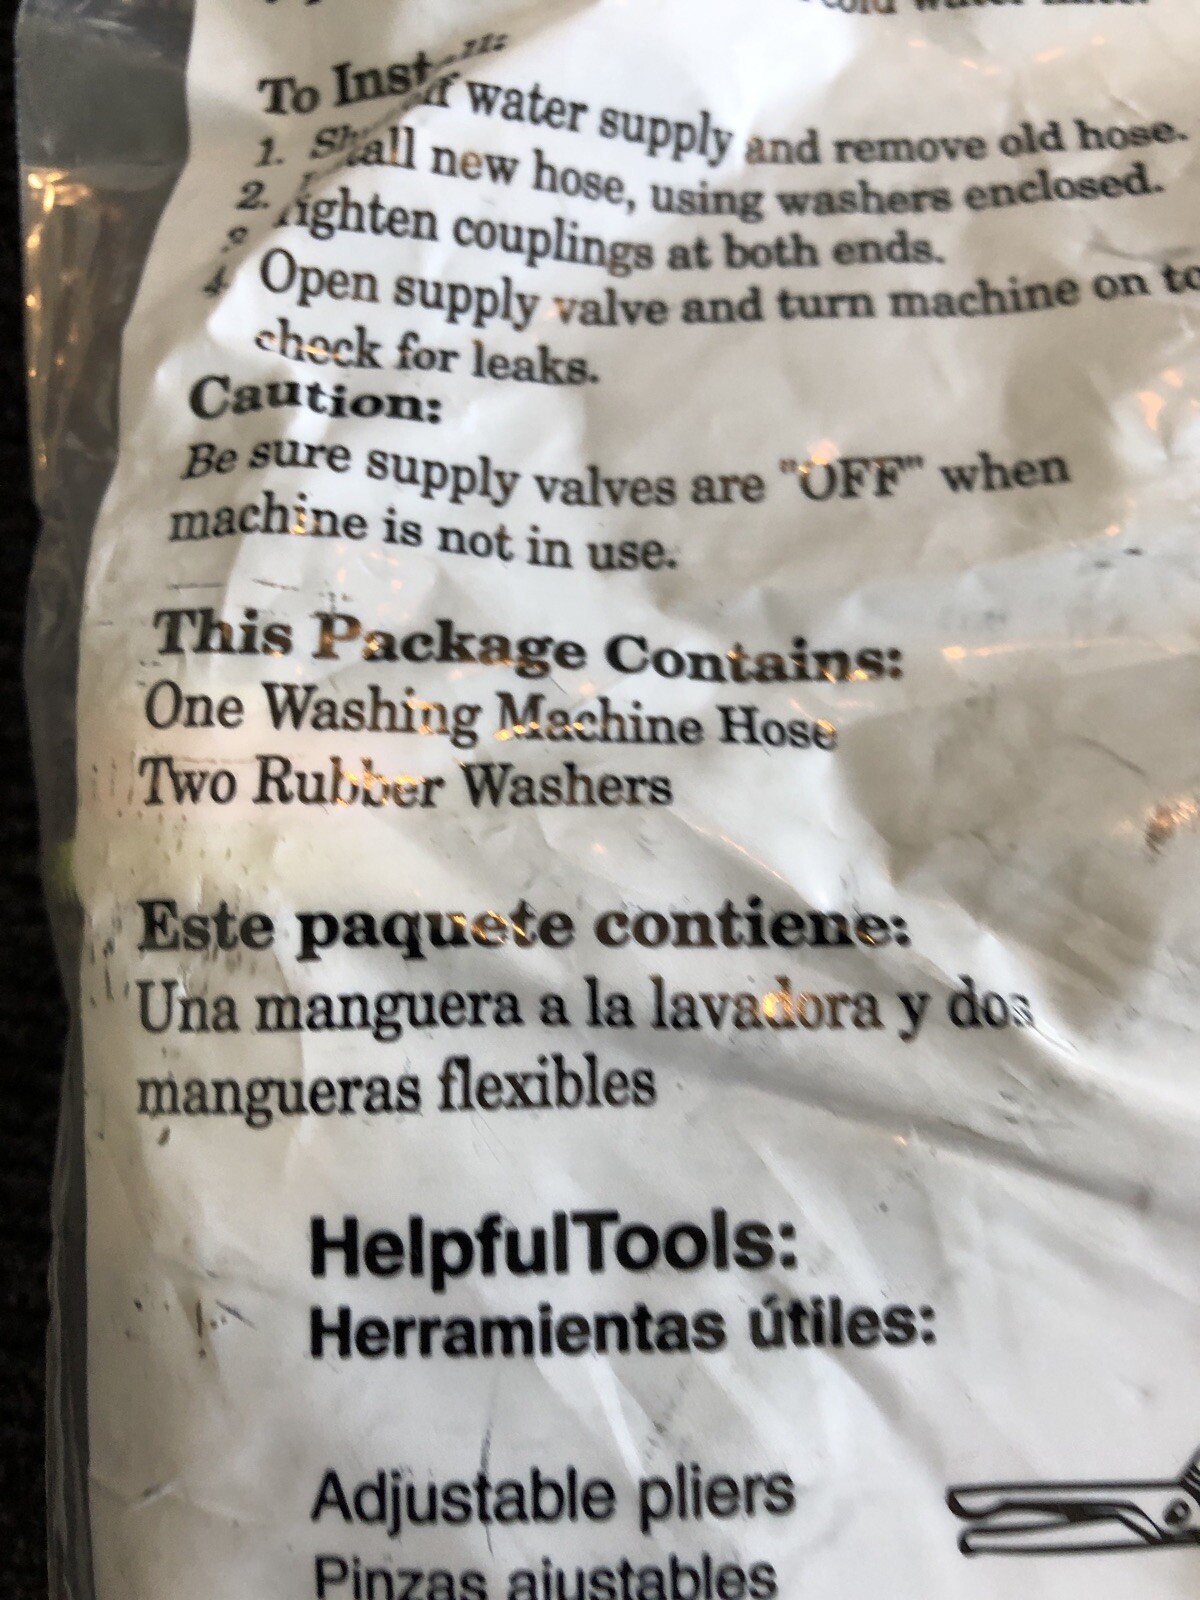 cold water lines.
To Install:
1. Shut off water supply and remove old hose.
2. Install new hose, using washers enclosed.
3. Tighten couplings at both ends.
4. Open supply valve and turn machine on to
check for leaks.
Caution:
Be sure supply valves are "OFF" when
machine is not in use.
This Package Contains:
One Washing Machine Hose
Two Rubber Washers
Este paquete contiene:
Una manguera a la lavadora y dos
mangueras flexibles
HelpfulTools:
Herramientas útiles:
Adjustable pliers
Pinzas ajustables